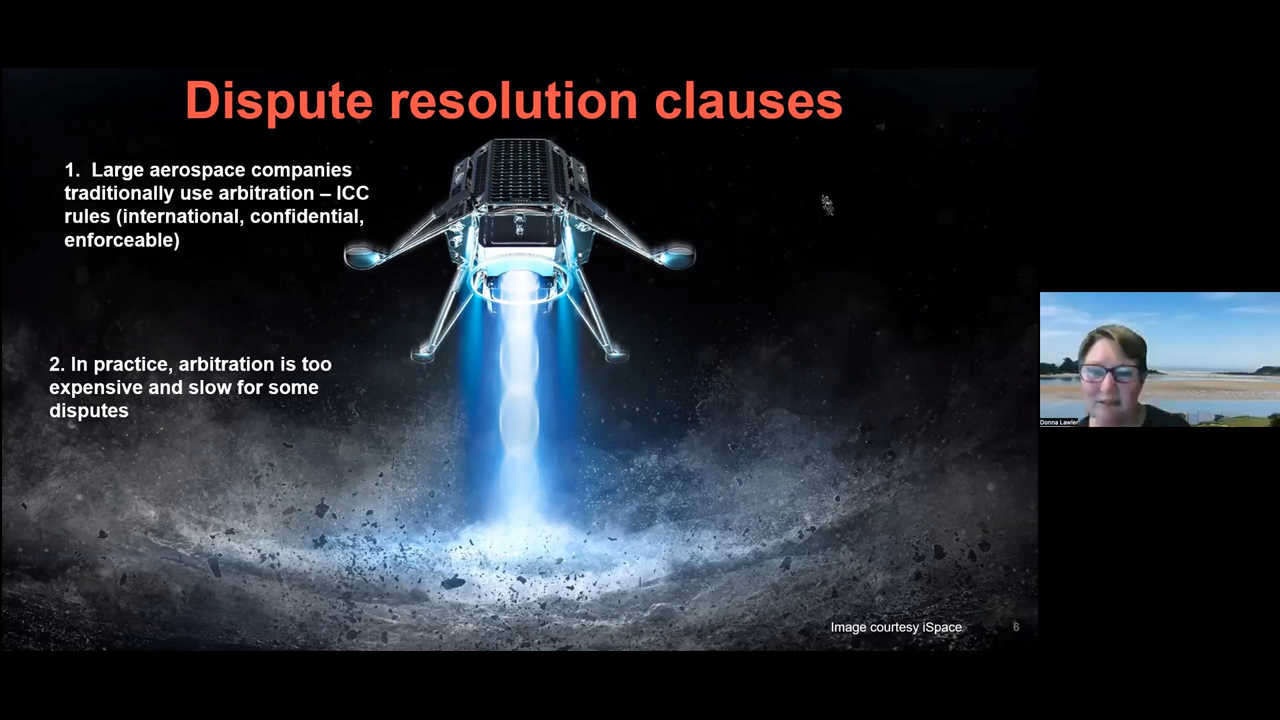 Dispute resolution clauses
1. Large aerospace companies
traditionally use arbitration – ICC
rules (international, confidential,
enforceable)
2. In practice, arbitration is too
expensive and slow for some
disputes
Image courtesy iSpace
6
Donna Lawler